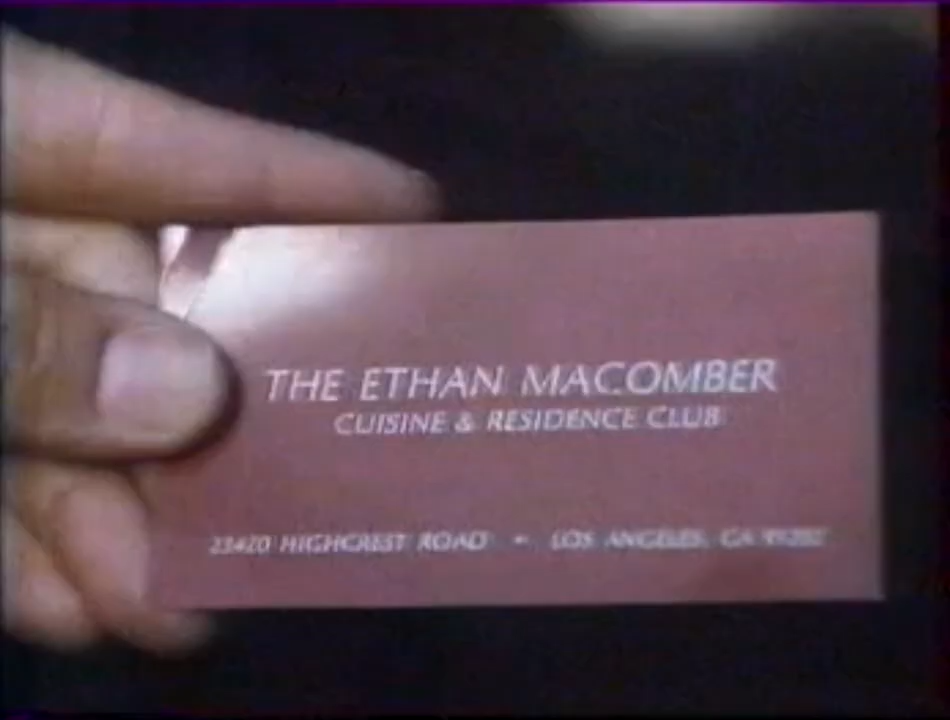 THE ETHAN MACOMBER
CUISINE & RESIDENCE CLUB
23420 HIGHCREST ROAD - LOS ANGELES, CA